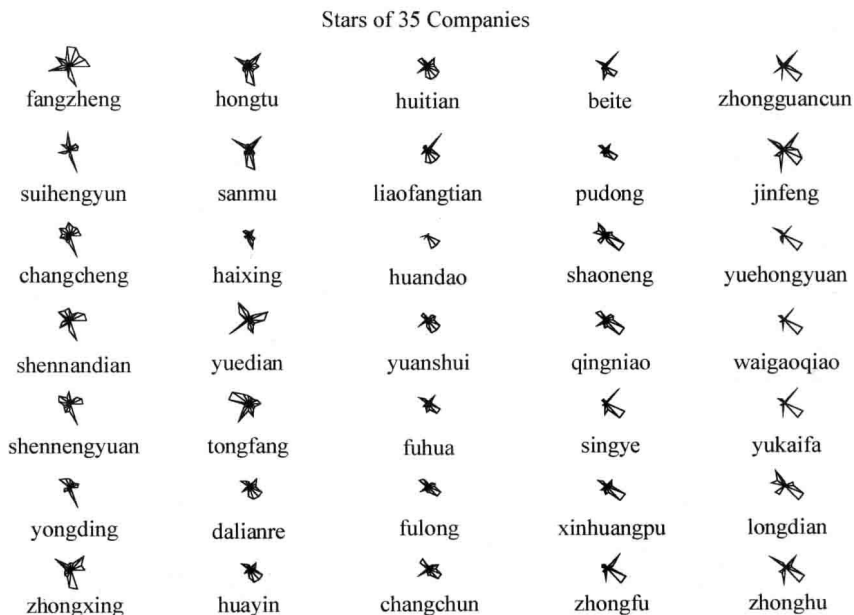 Stars of 35 Companies
fangzheng hongtu huitian beite zhongguancun
suihengyun sanmu liaofangtian pudong jinfeng
changcheng haixing huandao shaoneng yuehongyuan
shennandian yuedian yuanshui qingniao waigaoqiao
shennengyuan tongfang fuhua singye yukaifa
yongding dalianre fulong xinhuangpu longdian
zhongxing huayin changchun zhongfu zhonghu